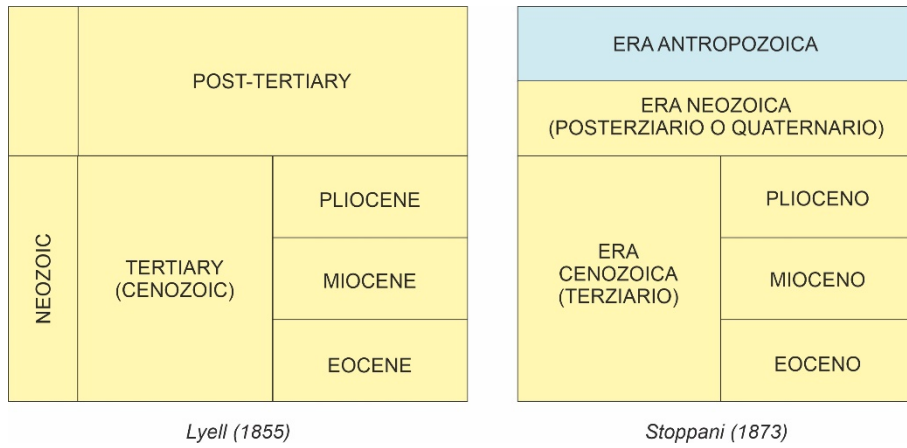 POST-TERTIARY
NEOZOIC
TERTIARY
(CENOZOIC)
PLIOCENE
MIOCENE
EOCENE
Lyell (1855)
ERA ANTROPOZOICA
ERA NEOZOICA
(POSTERZIARIO O QUATERNARIO)
ERA
CENOZOICA
(TERZIARIO)
PLIOCENO
MIOCENO
EOCENO
Stoppani (1873)